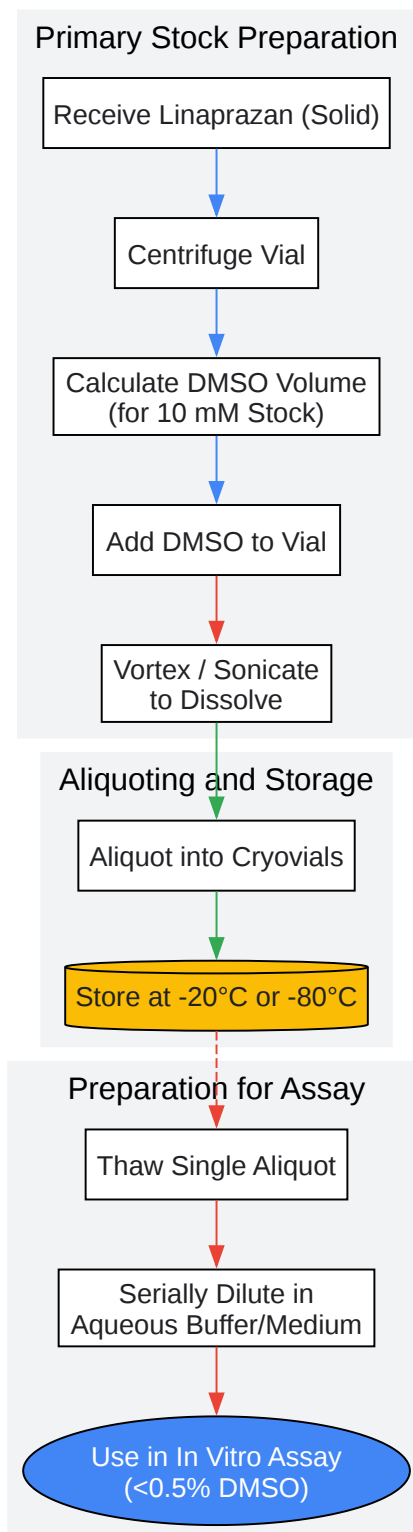 Primary Stock Preparation
Receive Linaprazan (Solid)
Centrifuge Vial
Calculate DMSO Volume
(for 10 mM Stock)
Add DMSO to Vial
Vortex / Sonicate
to Dissolve
Aliquoting and Storage
Aliquot into Cryovials
Store at -20°C or -80°C
Preparation for Assay
Thaw Single Aliquot
Serially Dilute in
Aqueous Buffer/Medium
Use in In Vitro Assay
(<0.5% DMSO)